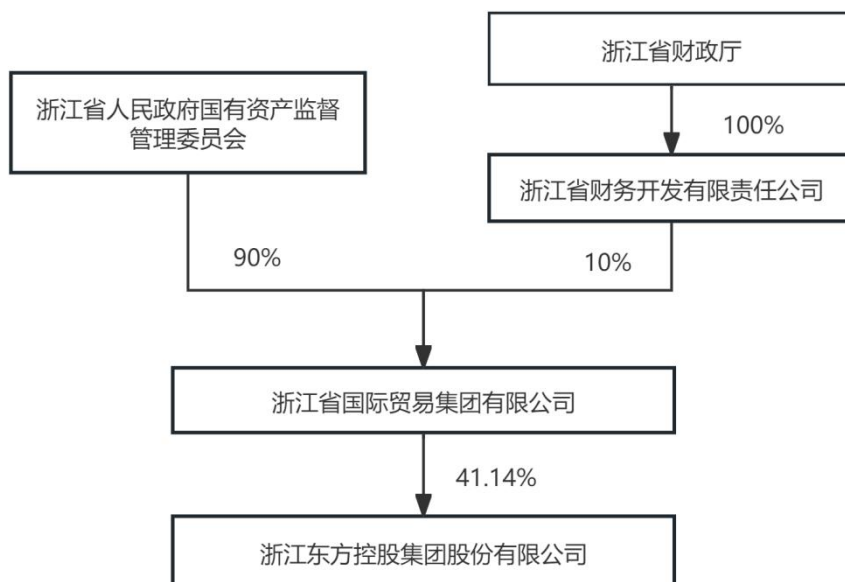 浙江省财政厅
浙江省人民政府国有资产监督
管理委员会
100%
浙江省财务开发有限责任公司
90%
10%
浙江省国际贸易集团有限公司
41.14%
浙江东方控股集团股份有限公司